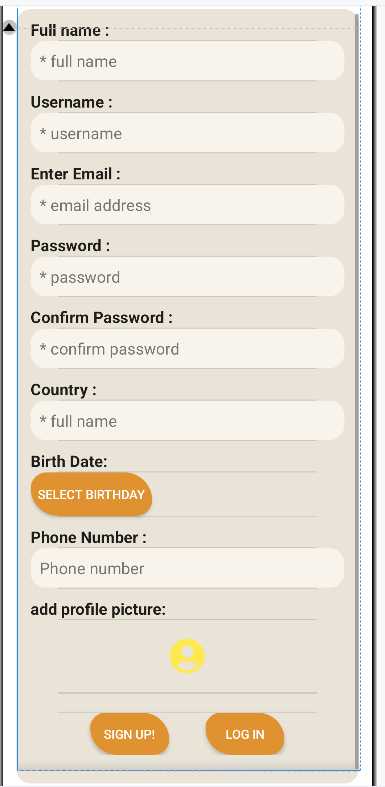 Full name :
* full name
Username :
* username
Enter Email :
* email address
Password :
* password
Confirm Password :
* confirm password
Country :
* full name
Birth Date:
SELECT BIRTHDAY
Phone Number :
Phone number
add profile picture:
SIGN UP! LOG IN